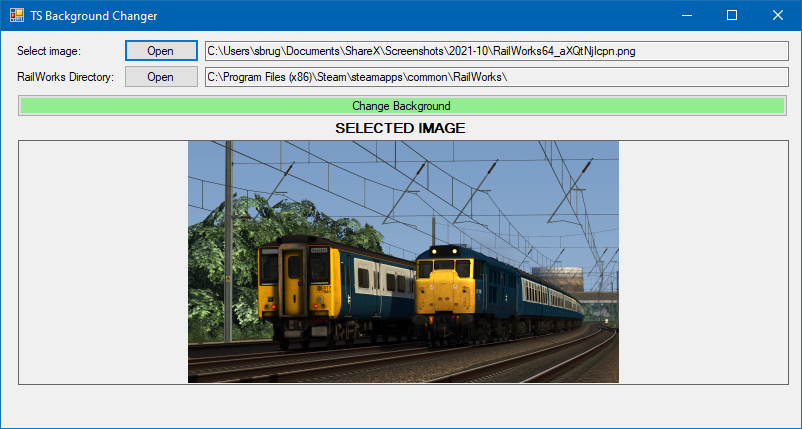 TS Background Changer
Select image: Open C:\Users\sbrug\Documents\ShareX\Screenshots\2021-10\RailWorks64_aXQtNjIcpn.png
RailWorks Directory: Open C:\Program Files (x86)\Steam\steamapps\common\RailWorks\
Change Background
SELECTED IMAGE